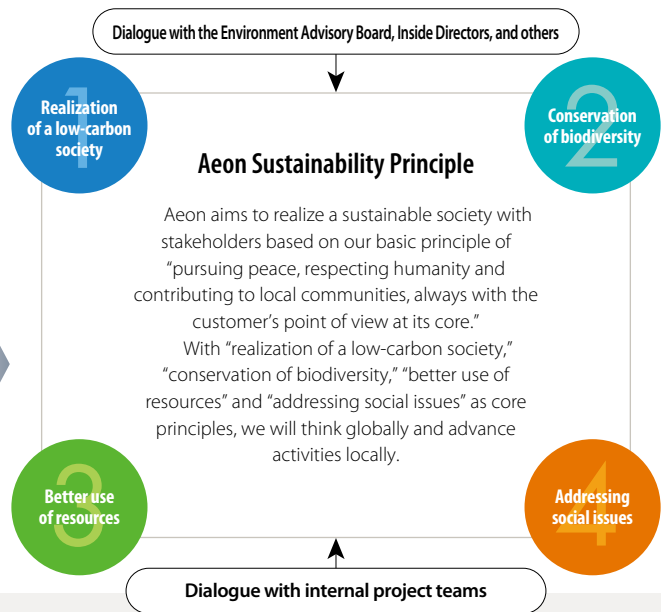 Dialogue with the Environment Advisory Board, Inside Directors, and others
1
Realization
of a low-carbon
society
2
Conservation
of biodiversity
Aeon Sustainability Principle
Aeon aims to realize a sustainable society with
stakeholders based on our basic principle of
“pursuing peace, respecting humanity and
contributing to local communities, always with the
customer’s point of view at its core.”
With “realization of a low-carbon society,”
“conservation of biodiversity,” “better use of
resources” and “addressing social issues” as core
principles, we will think globally and advance
activities locally.
3
Better use
of resources
4
Addressing
social issues
Dialogue with internal project teams